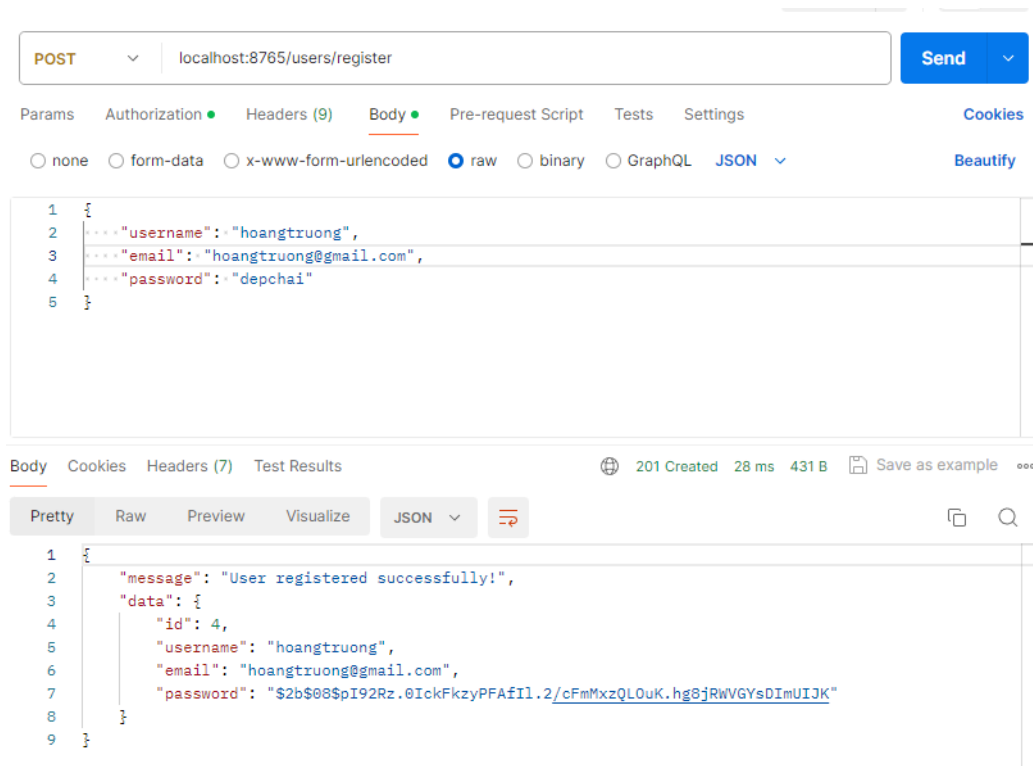 POST localhost:8765/users/register Send
Params Authorization Headers (9) Body Pre-request Script Tests Settings Cookies
none form-data x-www-form-urlencoded raw binary GraphQL JSON Beautify
1 {
2 "username": "hoangtruong",
3 "email": "hoangtruong@gmail.com",
4 "password": "depchai"
5 }
Body Cookies Headers (7) Test Results 201 Created 28 ms 431 B Save as example
Pretty Raw Preview Visualize JSON
1 {
2 "message": "User registered successfully!",
3 "data": {
4 "id": 4,
5 "username": "hoangtruong",
6 "email": "hoangtruong@gmail.com",
7 "password": "$2b$08$pI92Rz.0IckFkzyPFAfIl.2/cFmMxzQLOuK.hg8jRWVGYsDImUIJK"
8 }
9 }